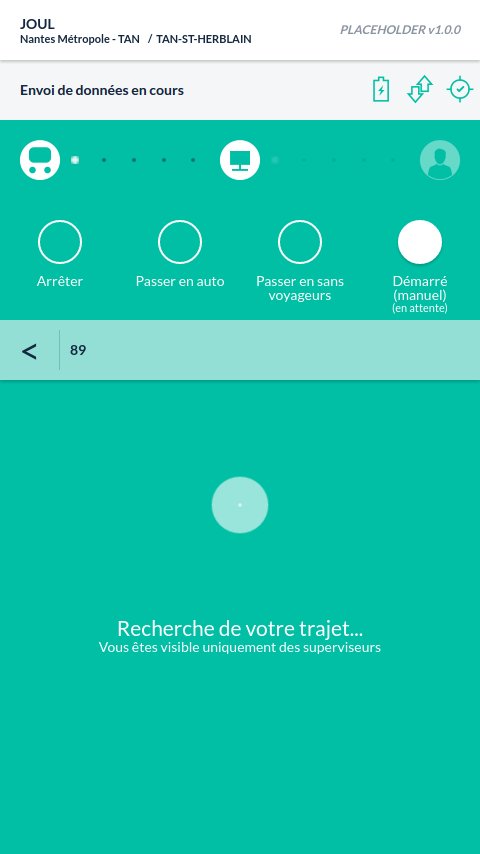 JOUL
Nantes Métropole - TAN / TAN-ST-HERBLAIN
PLACEHOLDER v1.0.0
Envoi de données en cours
Arrêter
Passer en auto
Passer en sans
voyageurs
Démarré
(manuel)
(en attente)
< 89
Recherche de votre trajet...
Vous êtes visible uniquement des superviseurs